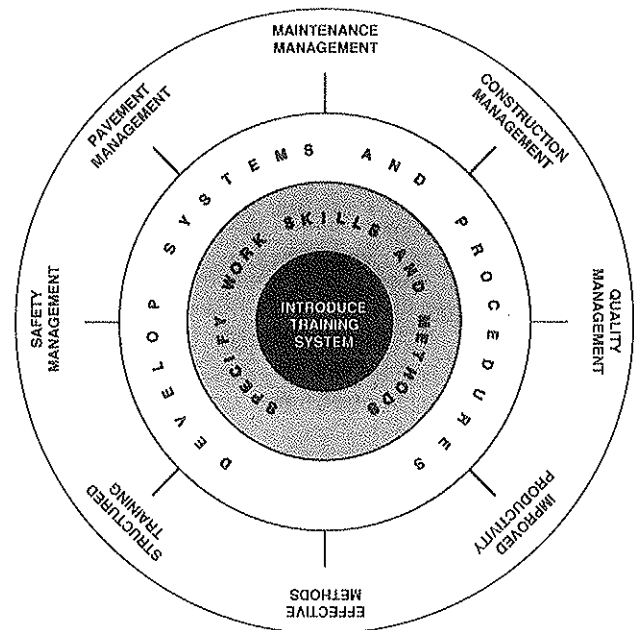 MAINTENANCE
MANAGEMENT
CONSTRUCTION
MANAGEMENT
QUALITY
MANAGEMENT
IMPROVED
PRODUCTIVITY
EFFECTIVE
METHODS
STRUCTURED
TRAINING
SAFETY
MANAGEMENT
PAVEMENT
MANAGEMENT
DEVELOP SYSTEMS AND PROCEDURES
SPECIFY WORK SKILLS AND METHODS
INTRODUCE
TRAINING
SYSTEM